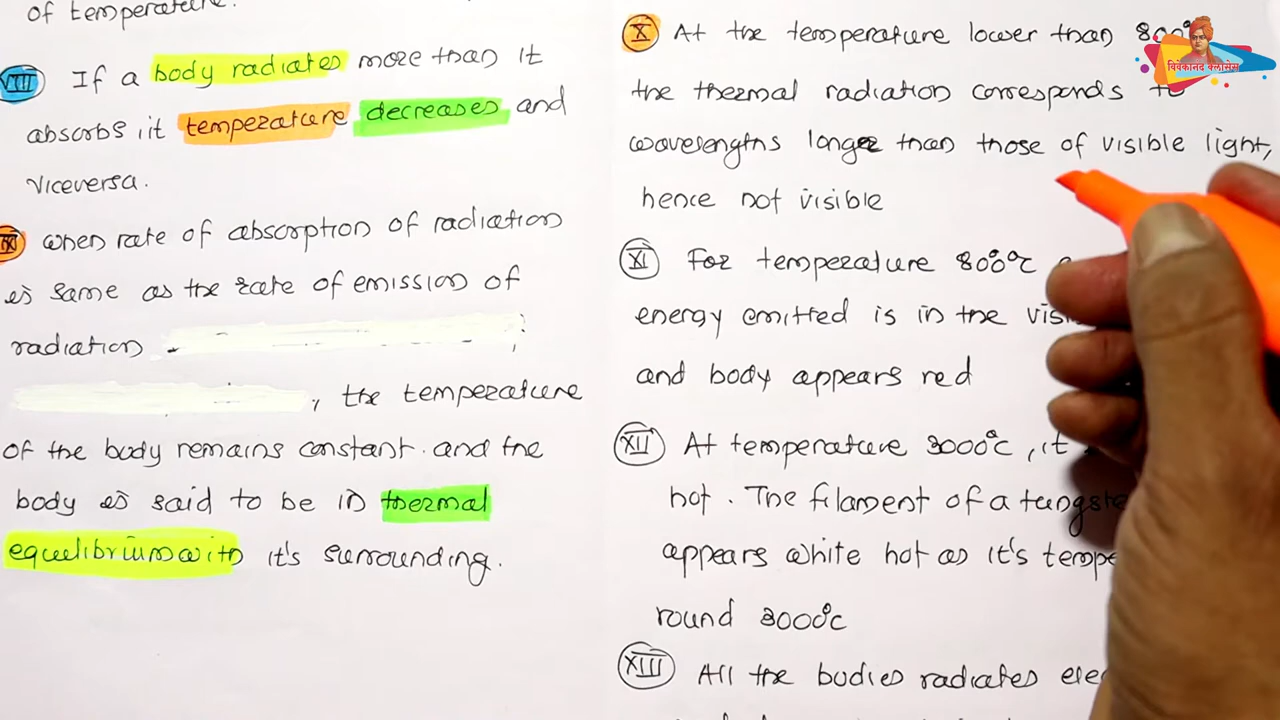 of temperature.
VIII If a body radiates more than it
absorbs, it temperature decreases and
viceversa.
IX when rate of absorption of radiation
is same as the rate of emission of
radiation
, the temperature
of the body remains constant. and the
body is said to be in thermal
equilibrium with it's surrounding.
X At the temperature lower than 800°
the thermal radiation corresponds to
wavelengths longer than those of visible light,
hence not visible
XI For temperature 800°C
energy emitted is in the
and body appears red
XII At temperature 3000°C, it
hot. The filament of a
appears white hot as it's
round 3000°C
XIII All the bodies radiates
विवेकानंद क्लासेस